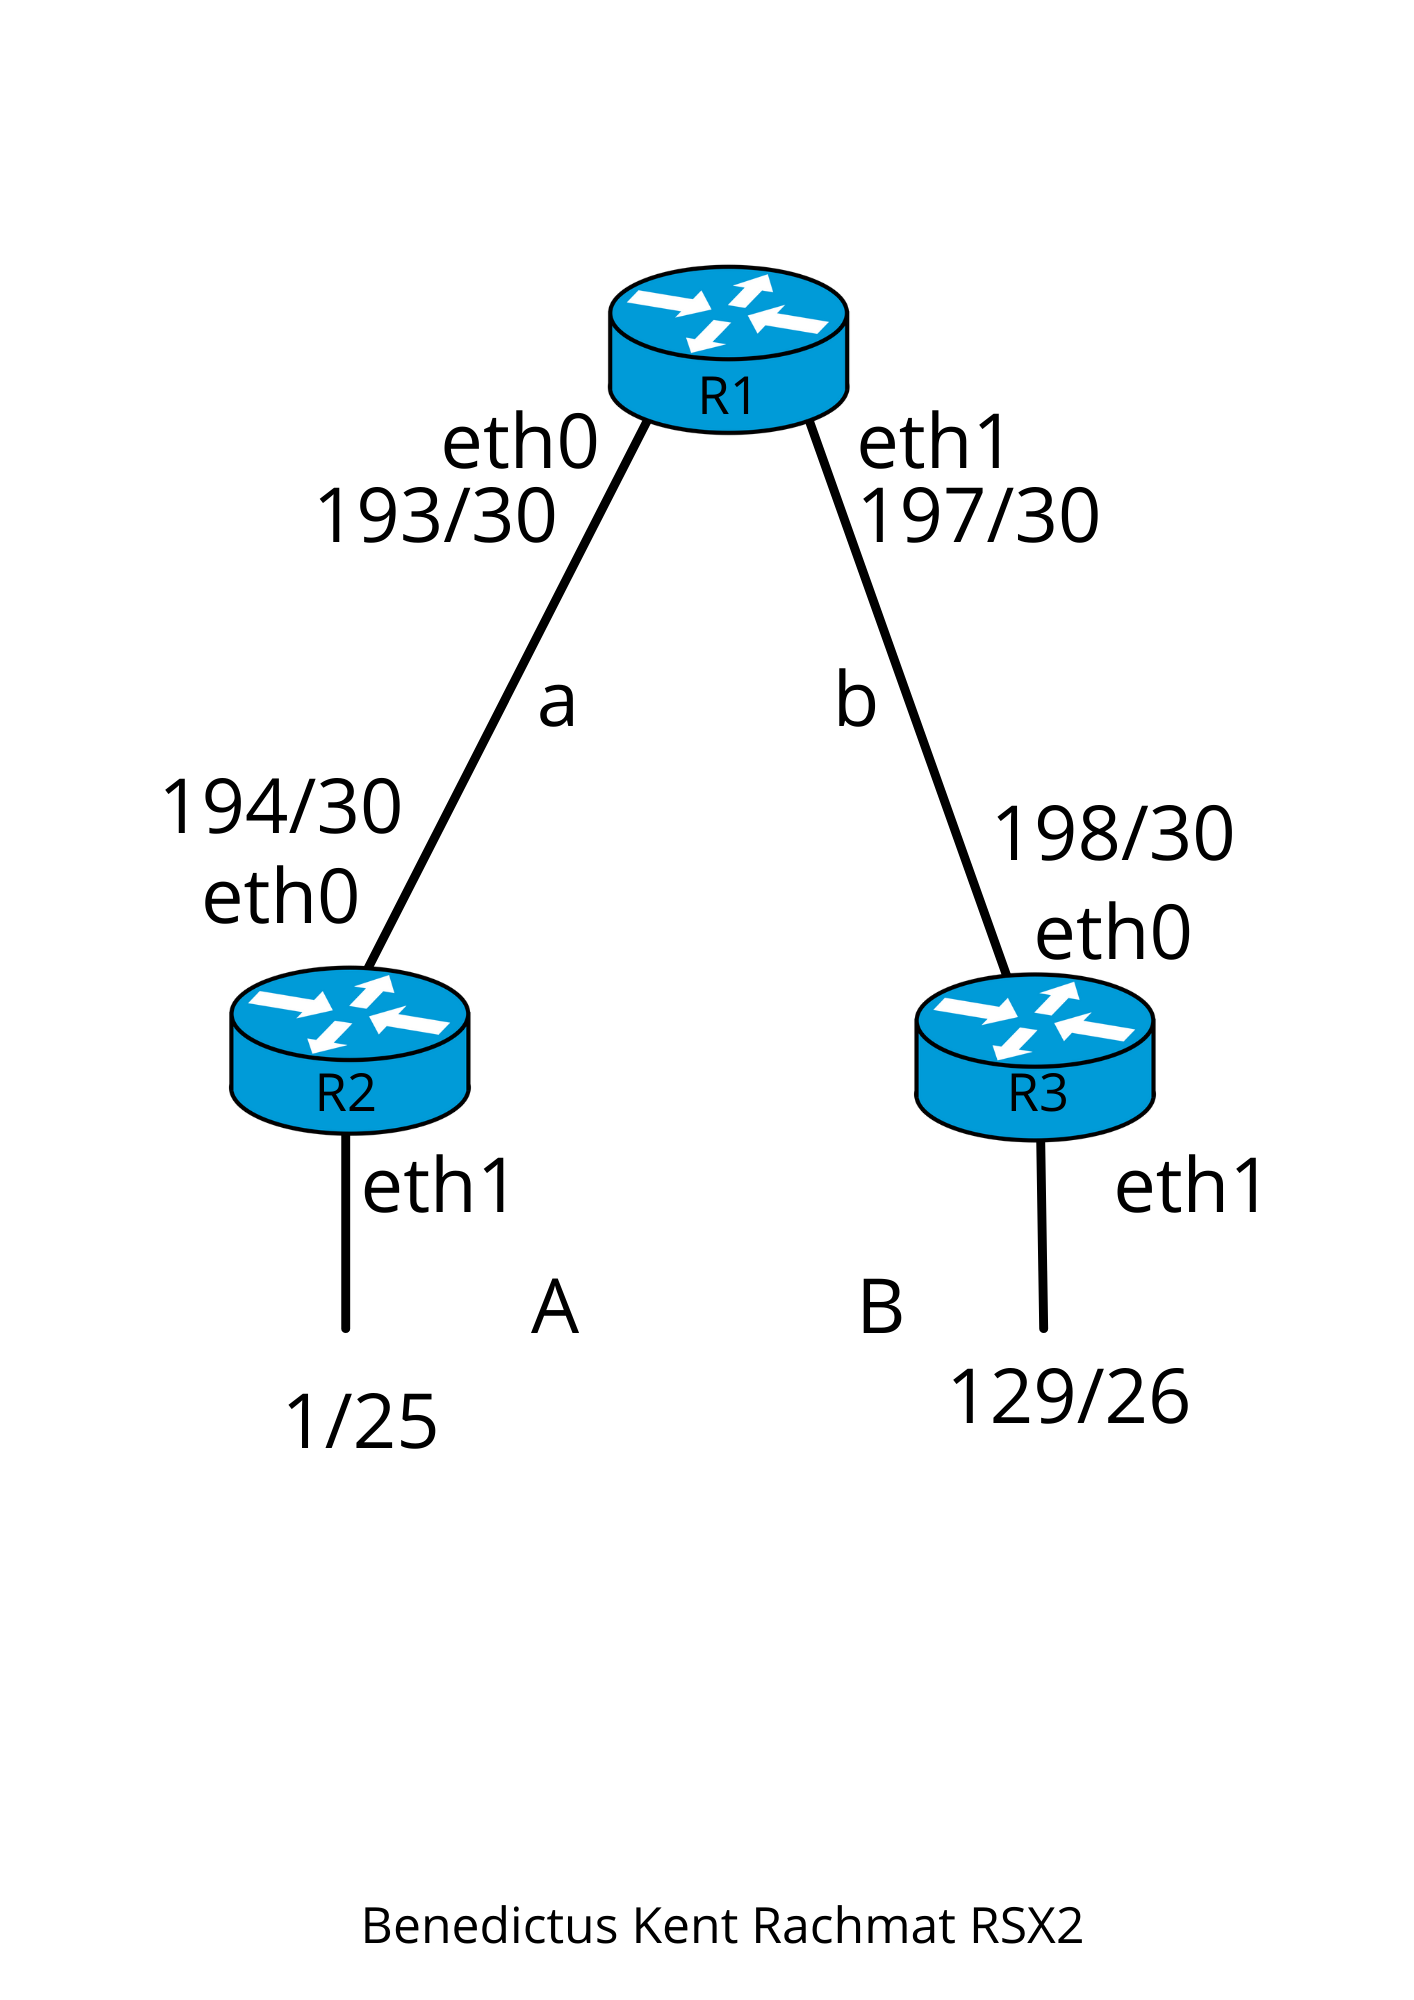 R1
eth0
eth1
193/30
197/30
a
b
194/30
198/30
eth0
eth0
R2
R3
eth1
eth1
A
B
129/26
1/25
Benedictus Kent Rachmat RSX2